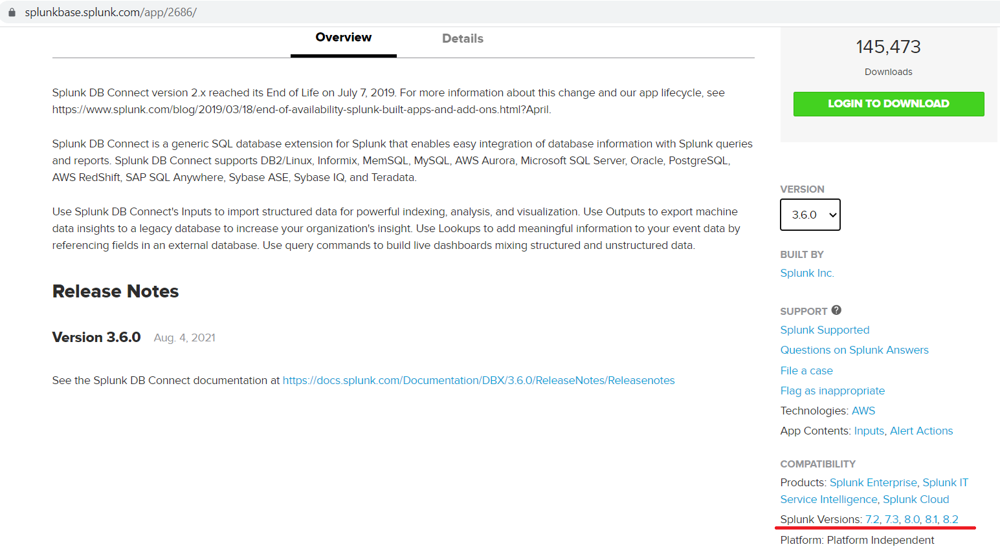 splunkbase.splunk.com/app/2686/
Overview
Details
Splunk DB Connect version 2.x reached its End of Life on July 7, 2019. For more information about this change and our app lifecycle, see
https://www.splunk.com/blog/2019/03/18/end-of-availability-splunk-built-apps-and-add-ons.html?April.
Splunk DB Connect is a generic SQL database extension for Splunk that enables easy integration of database information with Splunk queries
and reports. Splunk DB Connect supports DB2/Linux, Informix, MemSQL, MySQL, AWS Aurora, Microsoft SQL Server, Oracle, PostgreSQL,
AWS RedShift, SAP SQL Anywhere, Sybase ASE, Sybase IQ, and Teradata.
Use Splunk DB Connect's Inputs to import structured data for powerful indexing, analysis, and visualization. Use Outputs to export machine
data insights to a legacy database to increase your organization's insight. Use Lookups to add meaningful information to your event data by
referencing fields in an external database. Use query commands to build live dashboards mixing structured and unstructured data.
Release Notes
Version 3.6.0 Aug. 4, 2021
See the Splunk DB Connect documentation at https://docs.splunk.com/Documentation/DBX/3.6.0/ReleaseNotes/Releasenotes
145,473
Downloads
LOGIN TO DOWNLOAD
VERSION
3.6.0
BUILT BY
Splunk Inc.
SUPPORT ?
Splunk Supported
Questions on Splunk Answers
File a case
Flag as inappropriate
Technologies: AWS
App Contents: Inputs, Alert Actions
COMPATIBILITY
Products: Splunk Enterprise, Splunk IT
Service Intelligence, Splunk Cloud
Splunk Versions: 7.2, 7.3, 8.0, 8.1, 8.2
Platform: Platform Independent